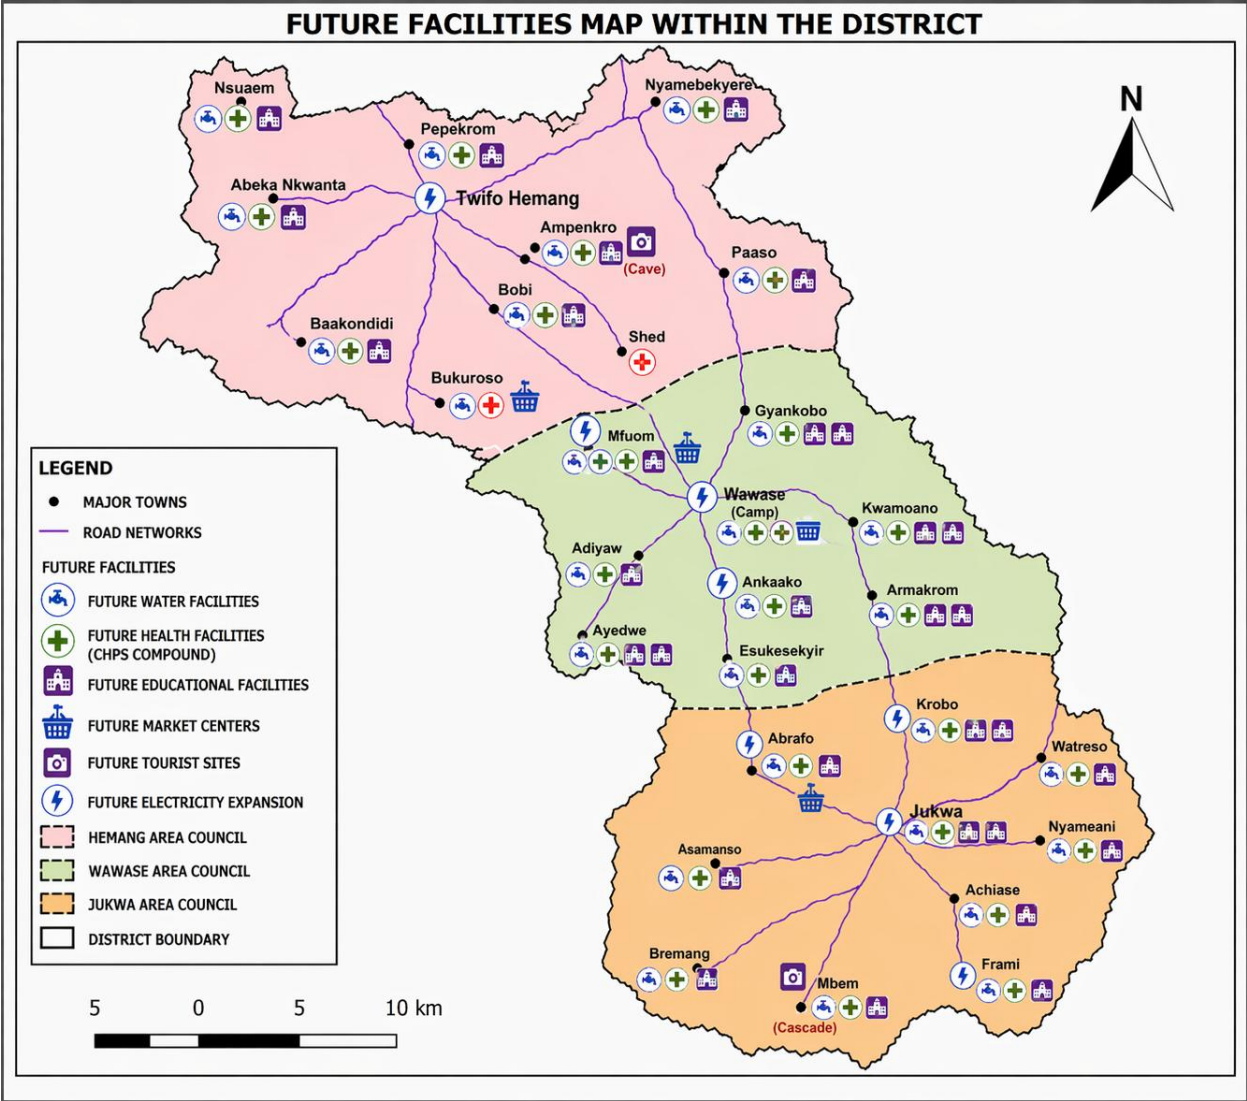 FUTURE FACILITIES MAP WITHIN THE DISTRICT
N
Nsuaem
Nyamebekyere
Pepekrom
Abeka Nkwanta
Twifo Hemang
Ampenkro
(Cave)
Paaso
Bobi
Baakondidi
Shed
Bukuroso
Gyankobo
Mfuom
Wawase
(Camp)
Kwamoano
Adiyaw
Ankaako
Armakrom
Ayedwe
Esukesekyir
Krobo
Abrafo
Watreso
Jukwa
Nyameani
Asamanso
Achiase
Bremang
Frami
Mbem
(Cascade)
LEGEND
MAJOR TOWNS
ROAD NETWORKS
FUTURE FACILITIES
FUTURE WATER FACILITIES
FUTURE HEALTH FACILITIES
(CHPS COMPOUND)
FUTURE EDUCATIONAL FACILITIES
FUTURE MARKET CENTERS
FUTURE TOURIST SITES
FUTURE ELECTRICITY EXPANSION
HEMANG AREA COUNCIL
WAWASE AREA COUNCIL
JUKWA AREA COUNCIL
DISTRICT BOUNDARY
5 0 5 10 km